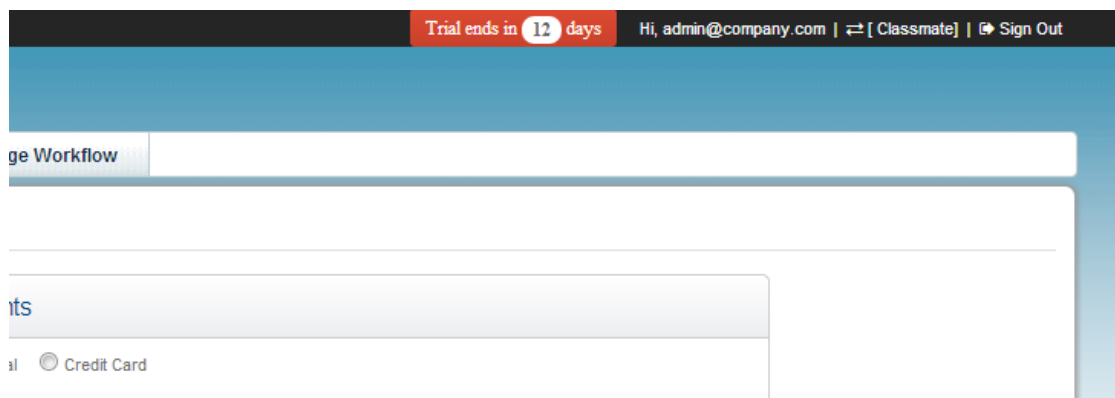 Trial ends in 12 days Hi, admin@company.com | ⇄ [ Classmate] | Sign Out
ge Workflow
nts
al Credit Card